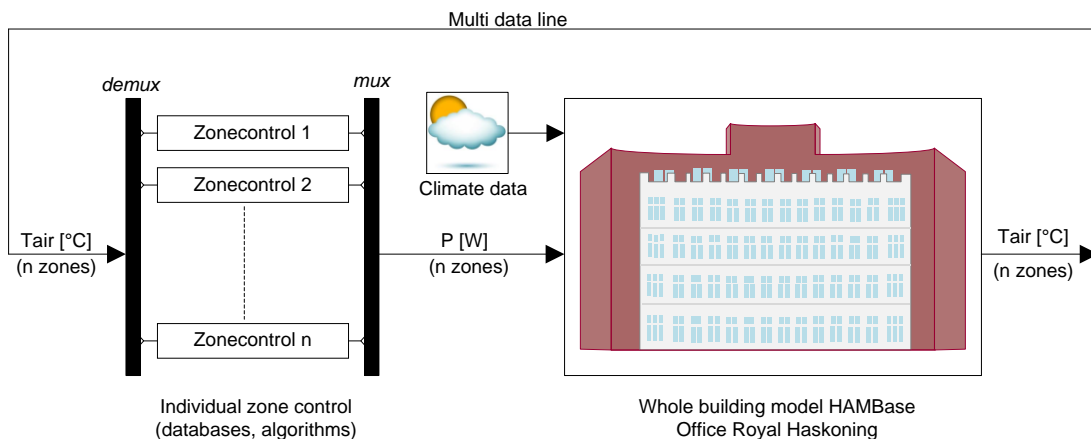 Multi data line
demux
mux
Zonecontrol 1
Zonecontrol 2
Climate data
Tair [°C]
(n zones)
P [W]
(n zones)
Tair [°C]
(n zones)
Zonecontrol n
Individual zone control
(databases, algorithms)
Whole building model HAMBase
Office Royal Haskoning